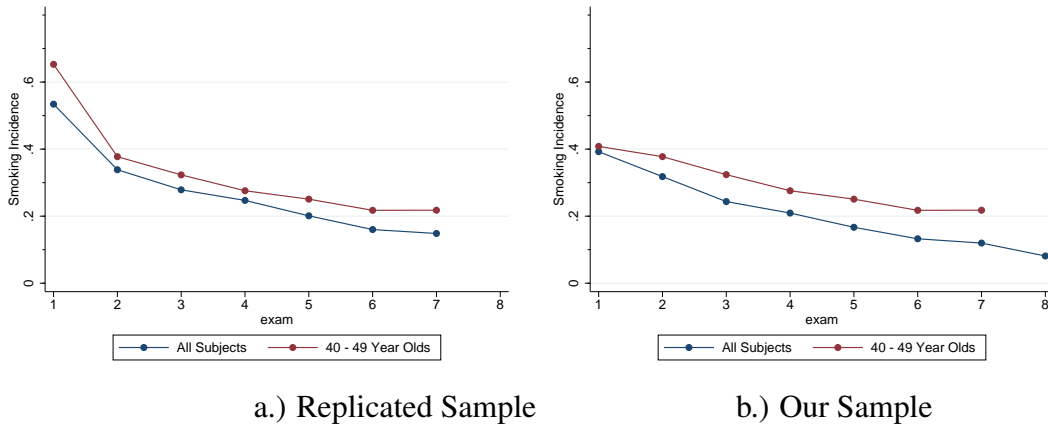 Smoking Incidence
.6
.4
.2
0
1 2 3 4 5 6 7 8
exam
All Subjects 40 - 49 Year Olds
a.) Replicated Sample
Smoking Incidence
.6
.4
.2
0
1 2 3 4 5 6 7 8
exam
All Subjects 40 - 49 Year Olds
b.) Our Sample